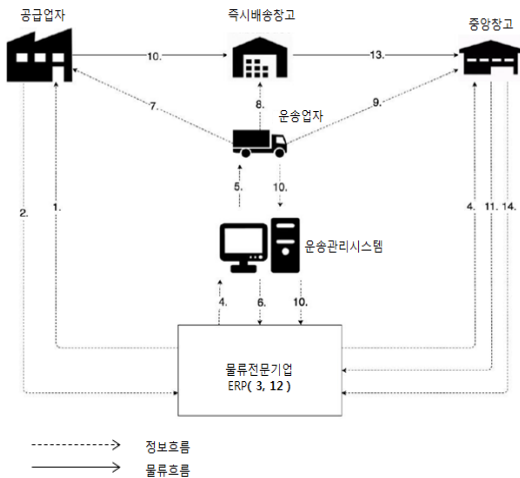 공급업자
즉시배송창고
중앙창고
10.
13.
7.
8.
9.
운송업자
2.
1.
5.
10.
4.
11.
14.
운송관리시스템
4.
6.
10.
물류전문기업
ERP( 3, 12 )
정보흐름
물류흐름